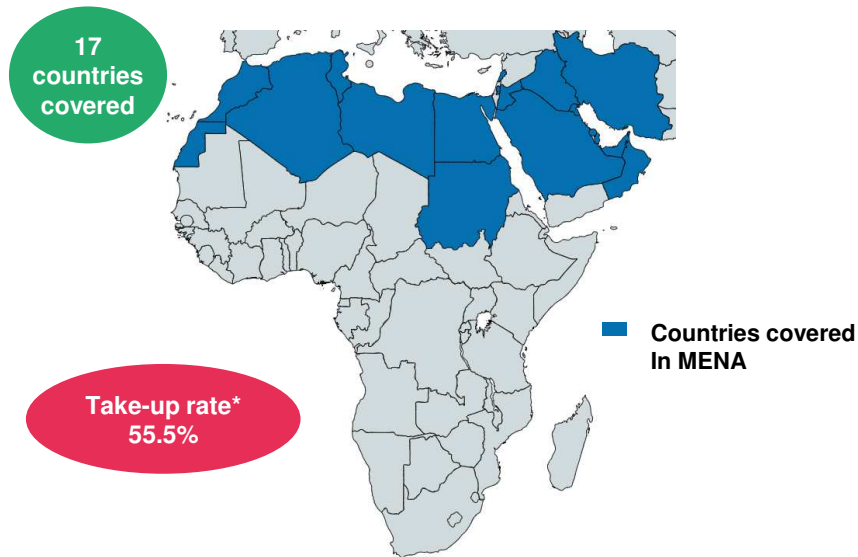 17
countries
covered
Countries covered
In MENA
Take-up rate*
55.5%